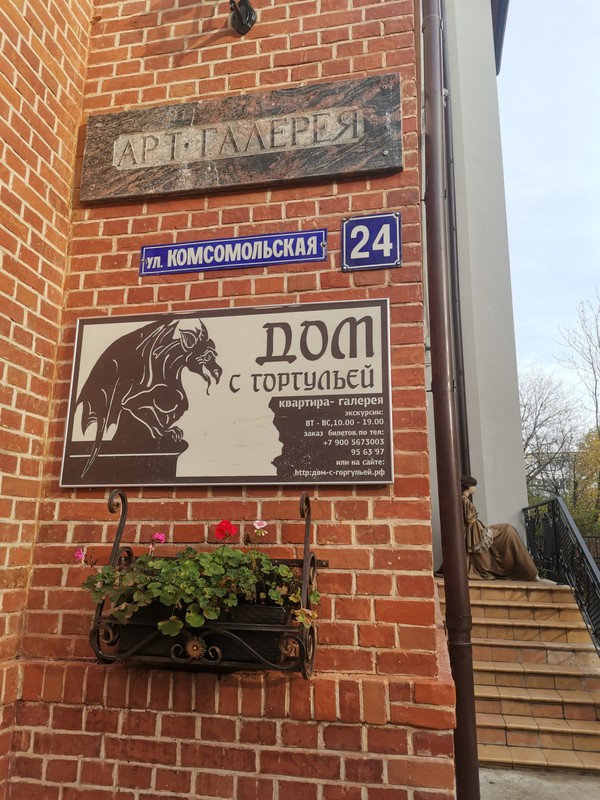 АРТ·ГАЛЕРЕЯ
ул. КОМСОМОЛЬСКАЯ 24
ДОМ
С ГОРГУЛЬЕЙ
квартира- галерея
экскурсии:
ВТ - ВС,10.00 - 19.00
заказ билетов по тел:
+7 900 5673003
95 63 97
или на сайте:
http:дом-с-горгульей.рф